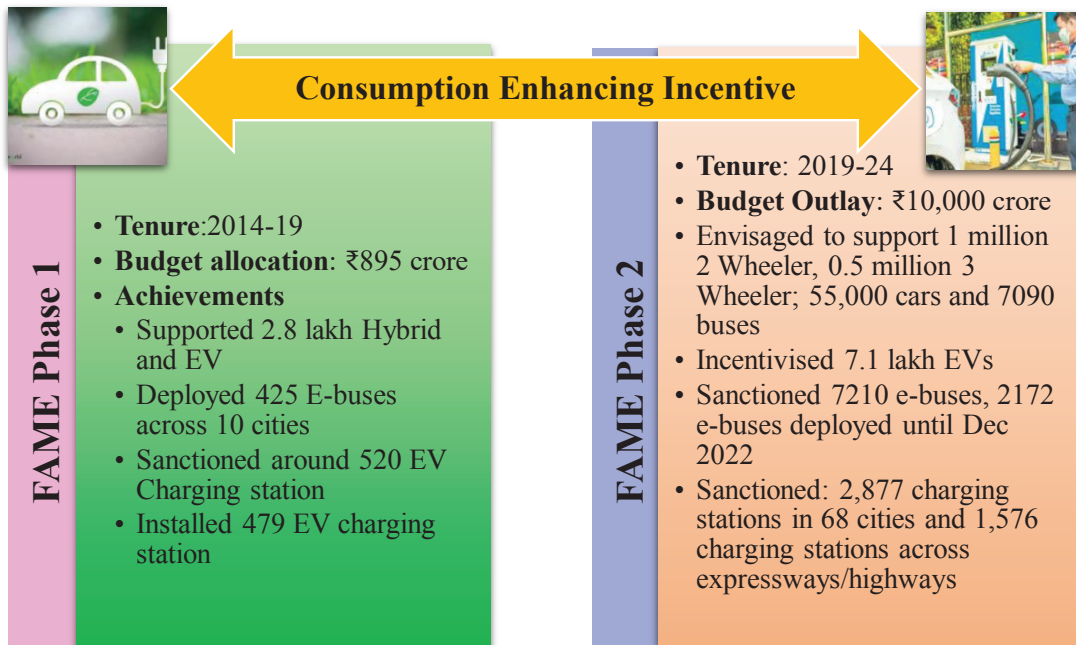 Consumption Enhancing Incentive
FAME Phase 1
• Tenure:2014-19
• Budget allocation: ₹895 crore
• Achievements
• Supported 2.8 lakh Hybrid
and EV
• Deployed 425 E-buses
across 10 cities
• Sanctioned around 520 EV
Charging station
• Installed 479 EV charging
station
FAME Phase 2
• Tenure: 2019-24
• Budget Outlay: ₹10,000 crore
• Envisaged to support 1 million
2 Wheeler, 0.5 million 3
Wheeler; 55,000 cars and 7090
buses
• Incentivised 7.1 lakh EVs
• Sanctioned 7210 e-buses, 2172
e-buses deployed until Dec
2022
• Sanctioned: 2,877 charging
stations in 68 cities and 1,576
charging stations across
expressways/highways